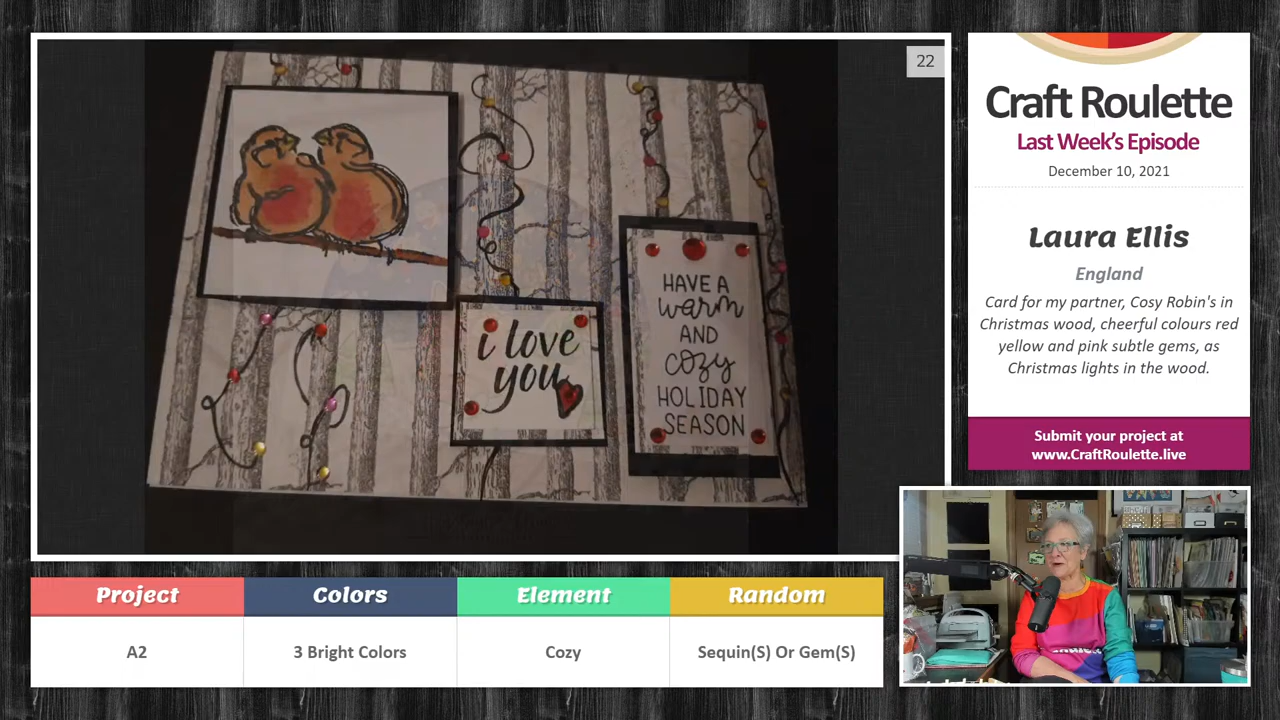 22
i love
you
HAVE A
warm
AND
cozy
HOLIDAY
SEASON
Craft Roulette
Last Week's Episode
December 10, 2021
Laura Ellis
England
Card for my partner, Cosy Robin's in
Christmas wood, cheerful colours red
yellow and pink subtle gems, as
Christmas lights in the wood.
Submit your project at
www.CraftRoulette.live
Project
Colors
Element
Random
A2
3 Bright Colors
Cozy
Sequin(S) Or Gem(S)